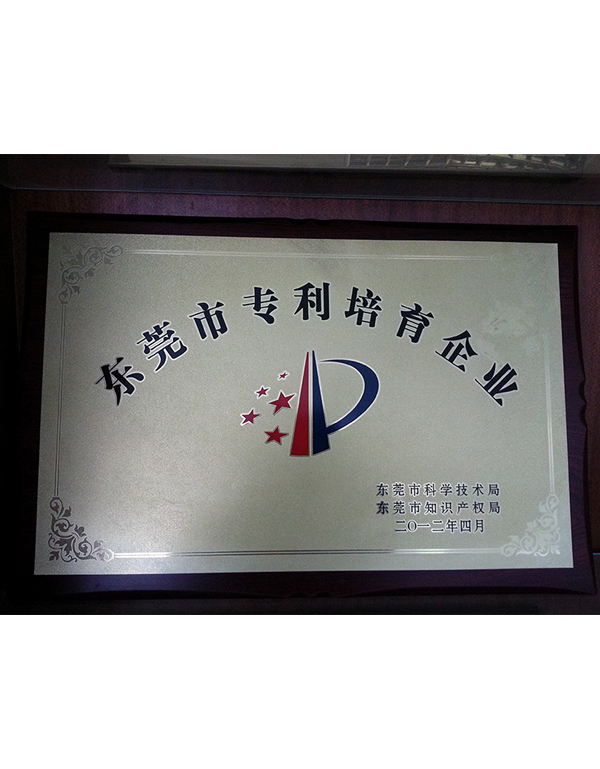 东莞市专利培育企业
东莞市科学技术局
东莞市知识产权局
二〇一二年四月